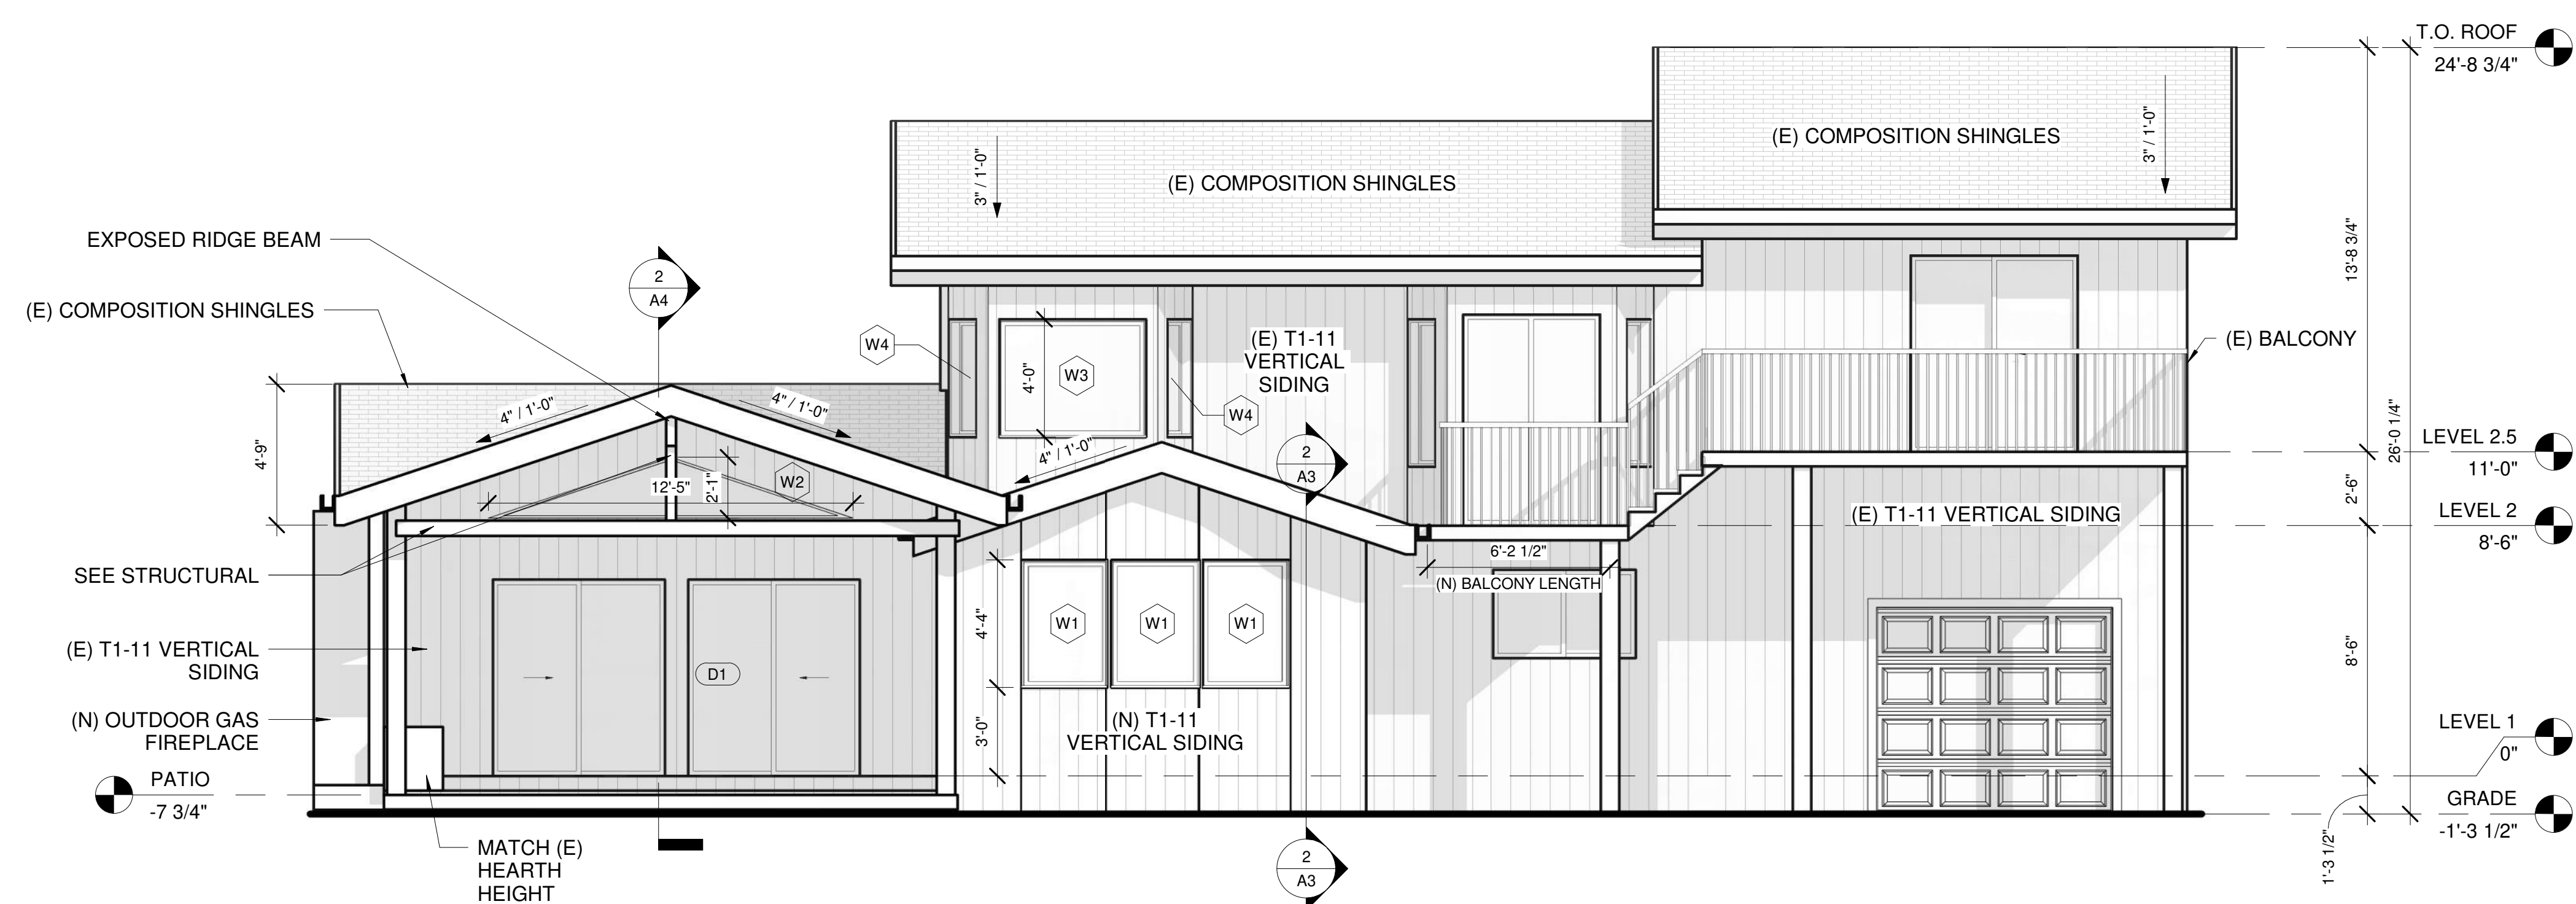 T.O. ROOF
24'-8 3/4"
(E) COMPOSITION SHINGLES
3" / 1'-0"
3" / 1'-0"
(E) COMPOSITION SHINGLES
EXPOSED RIDGE BEAM
2
A4
13'-8 3/4"
(E) COMPOSITION SHINGLES
W4
(E) T1-11
VERTICAL
SIDING
(E) BALCONY
4'-0"
W3
W4
4" / 1'-0"
4" / 1'-0"
4'-9"
4" / 1'-0"
2
A3
26'-0 1/4"
LEVEL 2.5
11'-0"
12'-5"
2'-1"
W2
2'-6"
(E) T1-11 VERTICAL SIDING
LEVEL 2
8'-6"
6'-2 1/2"
(N) BALCONY LENGTH
SEE STRUCTURAL
4'-4"
W1
W1
W1
(E) T1-11 VERTICAL
SIDING
D1
8'-6"
(N) OUTDOOR GAS
FIREPLACE
3'-0"
(N) T1-11
VERTICAL SIDING
LEVEL 1
0"
PATIO
-7 3/4"
GRADE
-1'-3 1/2"
1'-3 1/2"
MATCH (E)
HEARTH
HEIGHT
2
A3